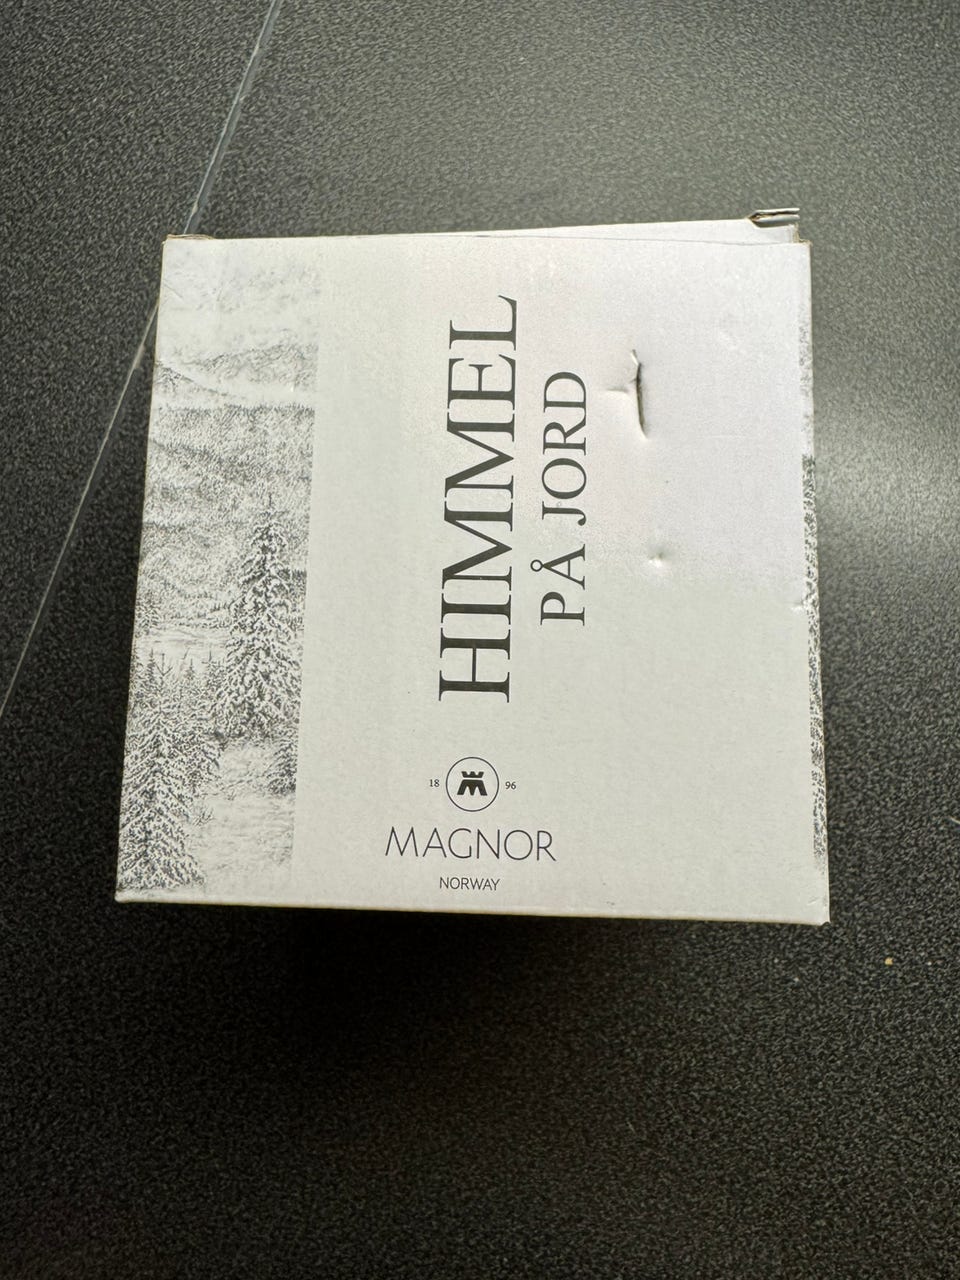 HIMMEL
PÅ JORD
18 M 96
MAGNOR
NORWAY